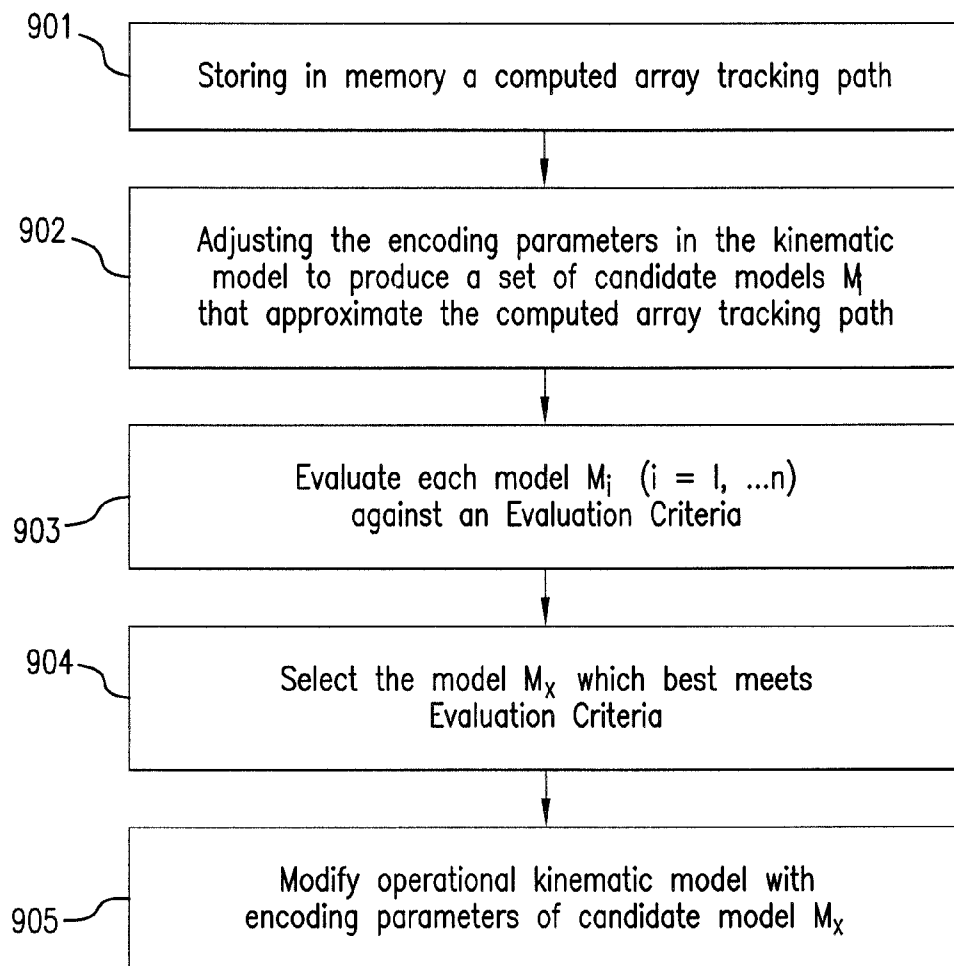 901
Storing in memory a computed array tracking path
902
Adjusting the encoding parameters in the kinematic
model to produce a set of candidate models Mi
that approximate the computed array tracking path
903
Evaluate each model Mi (i = I, ...n)
against an Evaluation Criteria
904
Select the model Mx which best meets
Evaluation Criteria
905
Modify operational kinematic model with
encoding parameters of candidate model Mx